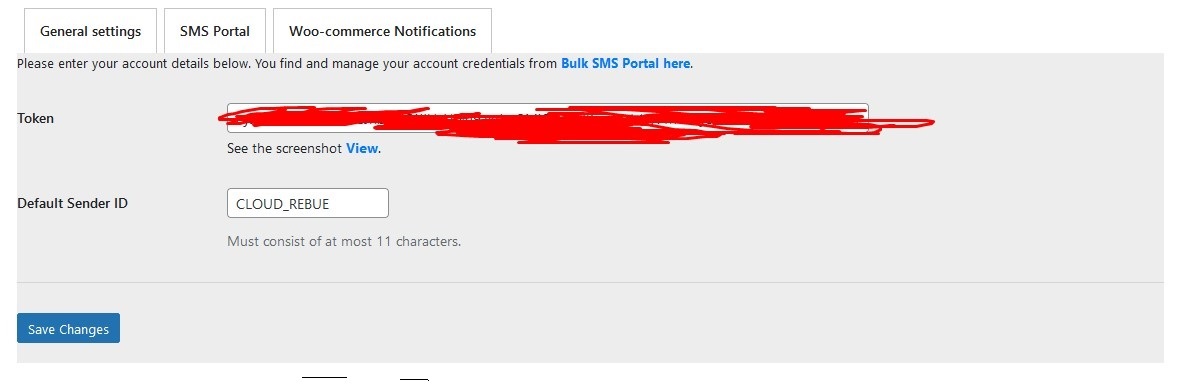 General settings
SMS Portal
Woo-commerce Notifications
Please enter your account details below. You find and manage your account credentials from Bulk SMS Portal here.
Token
See the screenshot View.
Default Sender ID
CLOUD_REBUE
Must consist of at most 11 characters.
Save Changes